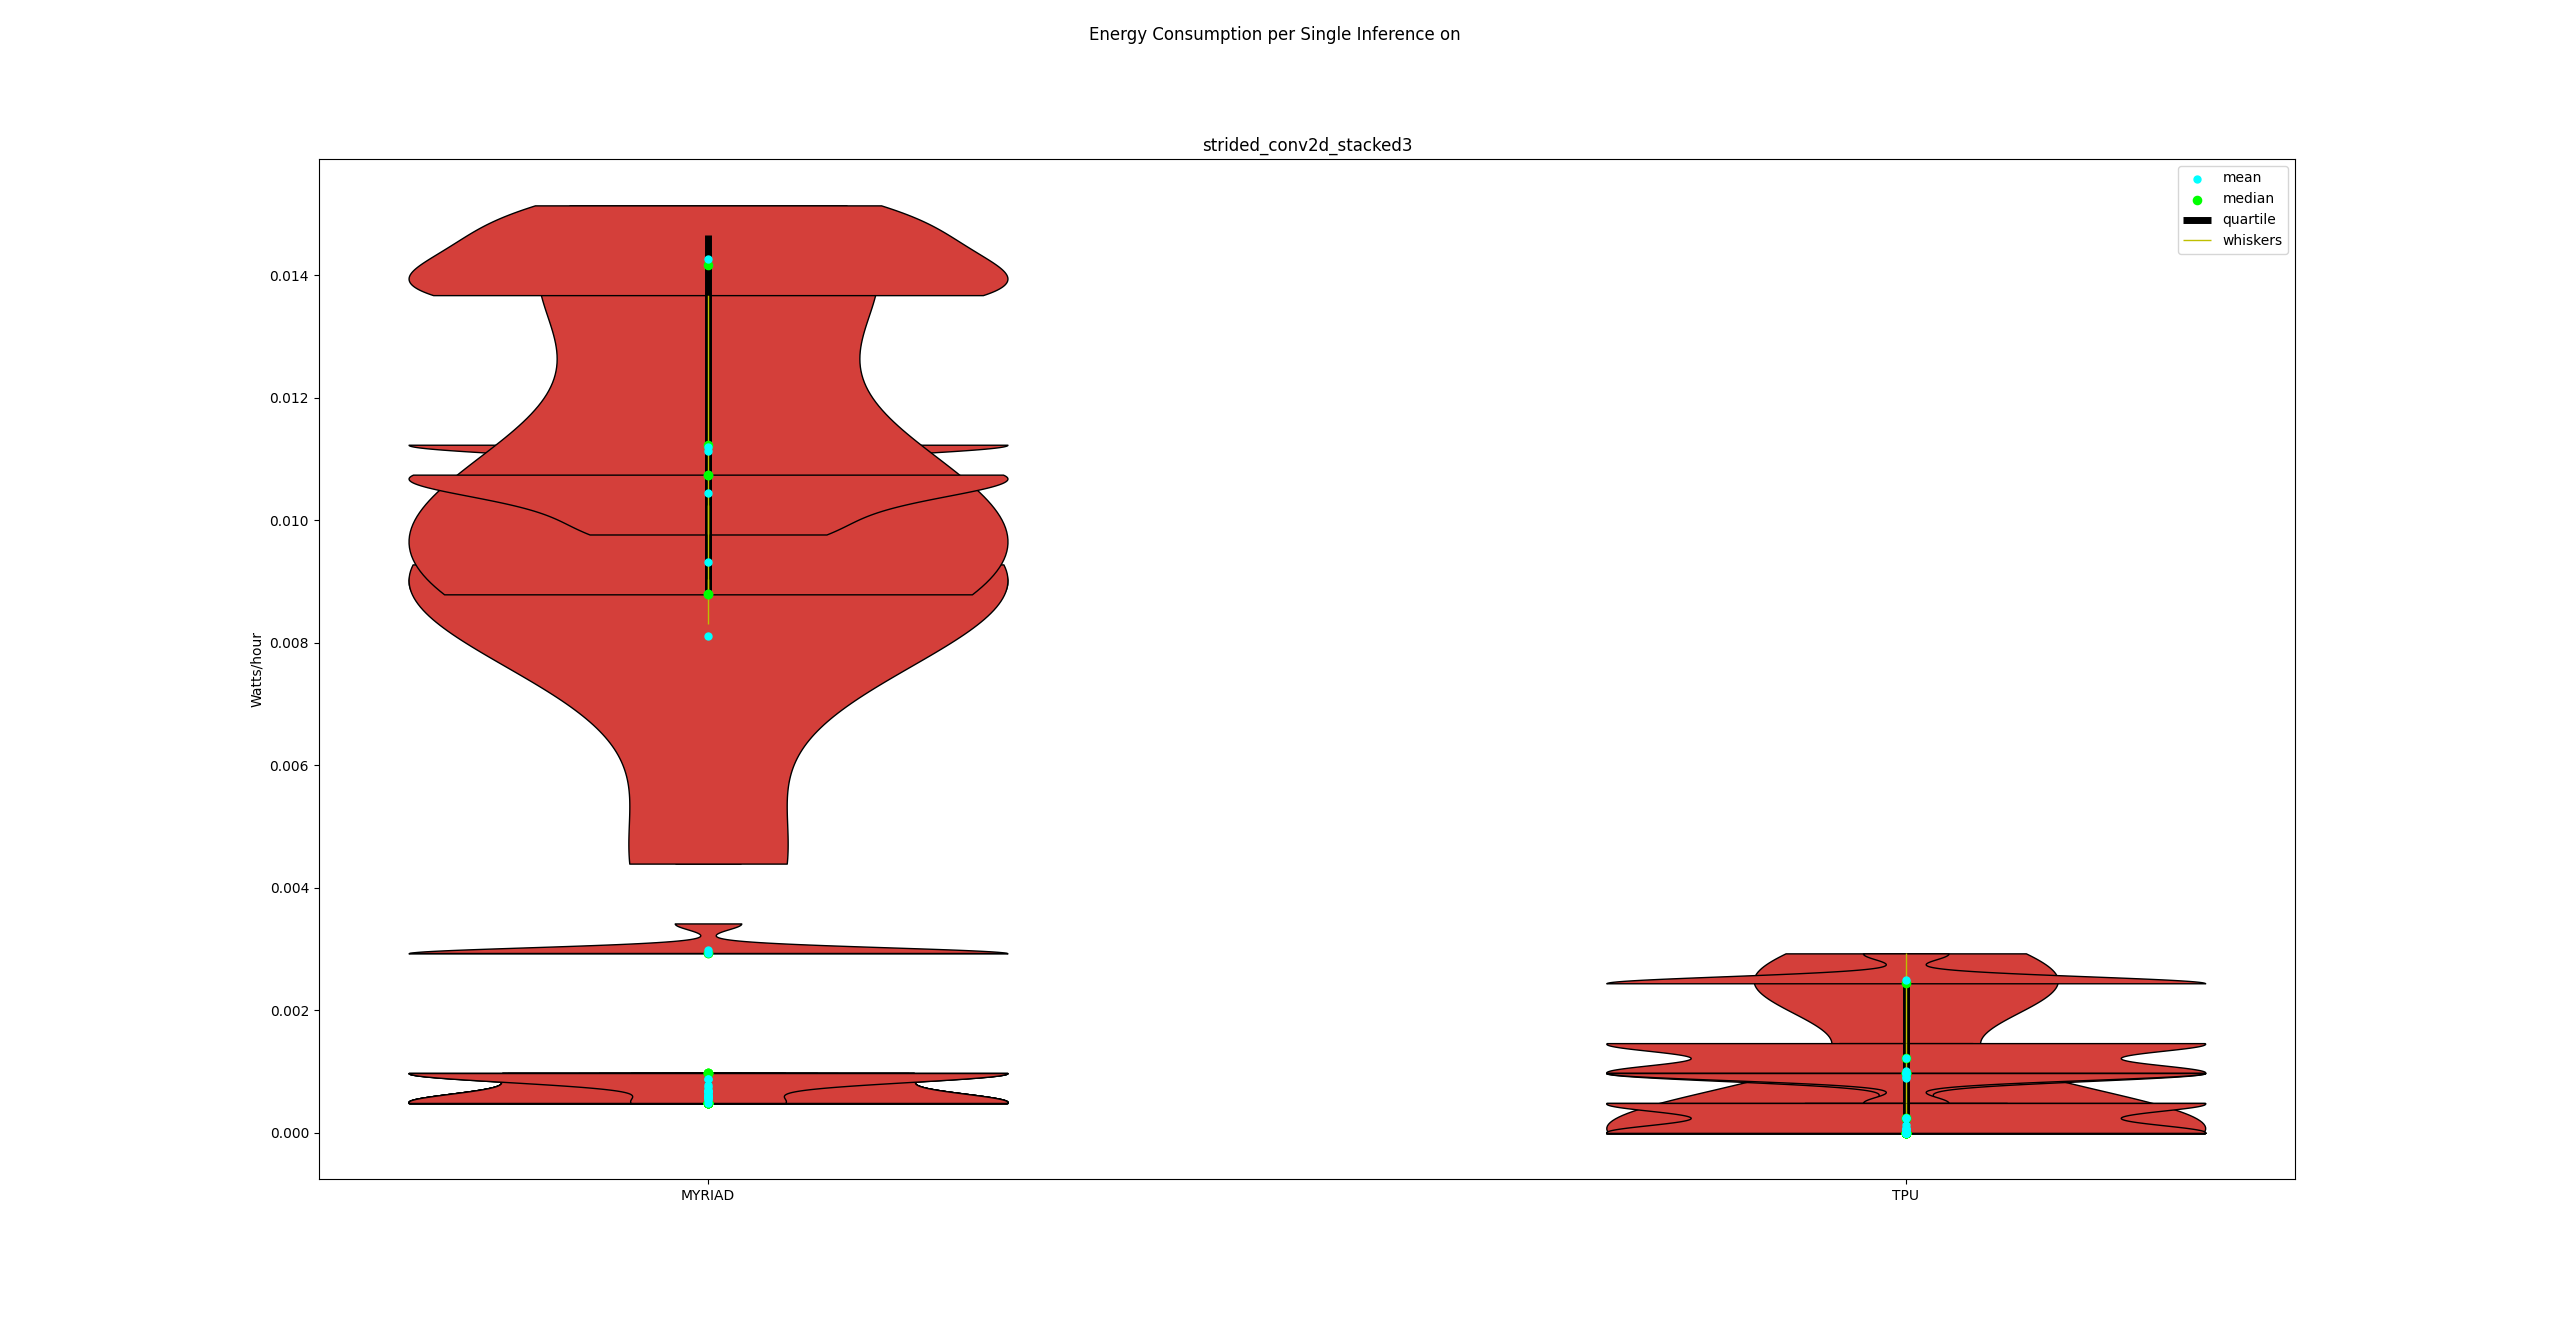 Energy Consumption per Single Inference on
strided_conv2d_stacked3
mean
median
quartile
whiskers
Watts/hour
0.014
0.012
0.010
0.008
0.006
0.004
0.002
0.000
MYRIAD
TPU